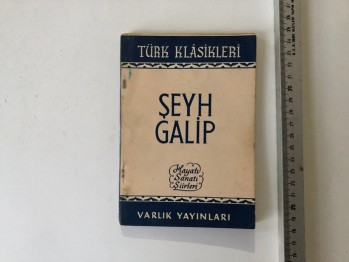 TÜRK KLÂSİKLERİ
ŞEYH
GALİP
Hayatı
Sanatı
Şiirleri
VARLIK YAYINLARI